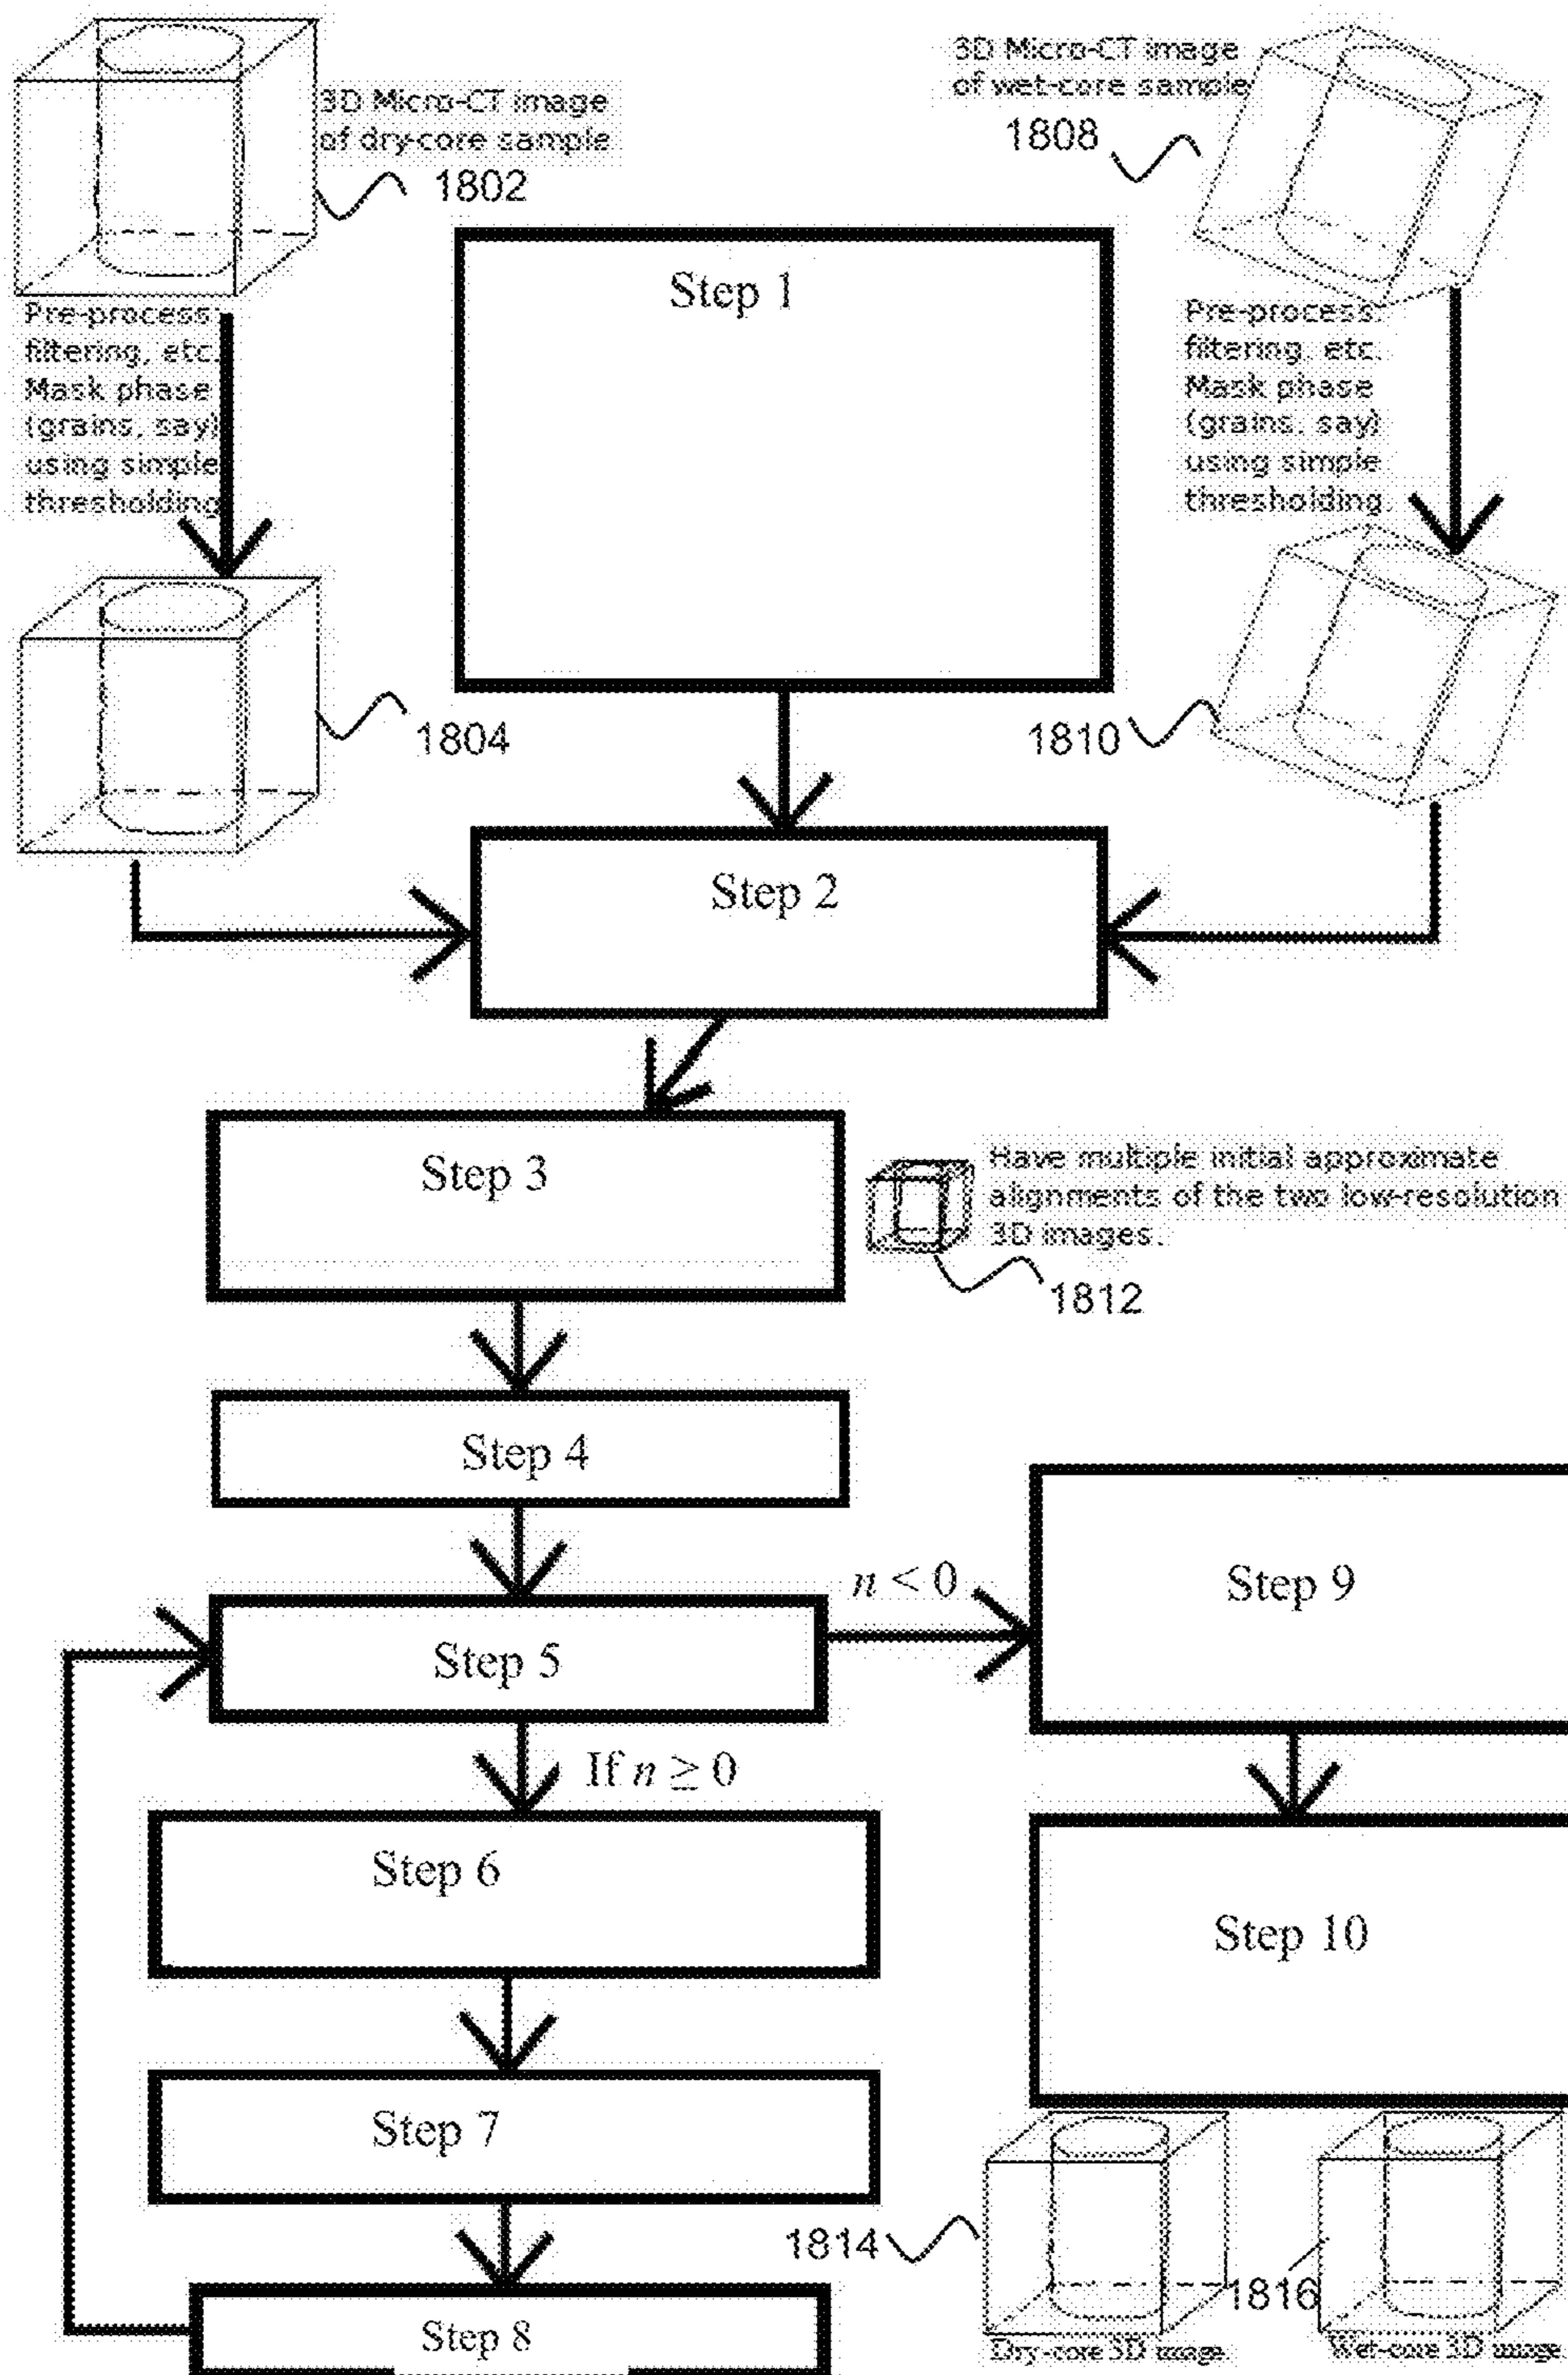 3D Micro-CT image
of dry-core sample
1802
3D Micro-CT image
of wet-core sample
1808
Step 1
Pre-process:
filtering, etc.
Mask phase
(grains, say)
using simple
thresholding
Pre-process:
filtering, etc.
Mask phase
(grains, say)
using simple
thresholding.
1804
1810
Step 2
Step 3
Have multiple initial approximate
alignments of the two low-resolution
3D images.
1812
Step 4
n < 0
Step 9
Step 5
If n ≥ 0
Step 6
Step 10
Step 7
1814
1816
Step 8
Dry-core 3D image
Wet-core 3D image